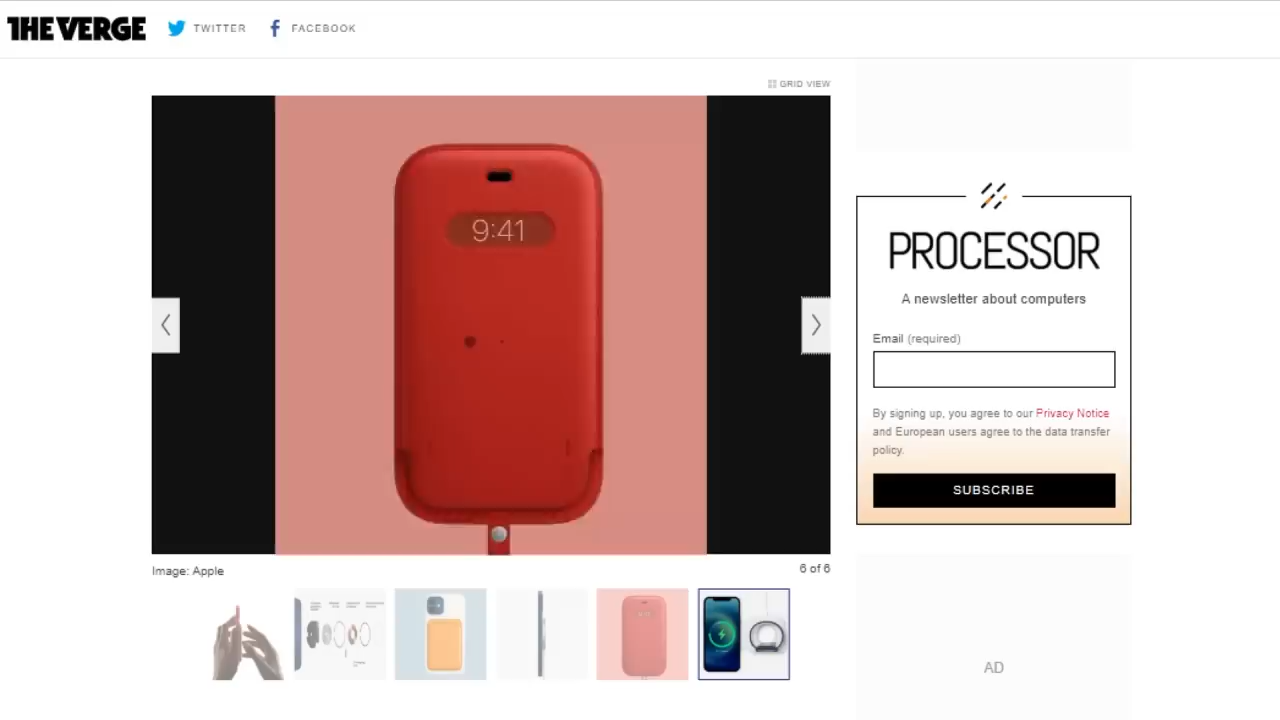 THE VERGE
TWITTER
FACEBOOK
GRID VIEW
9:41
PROCESSOR
A newsletter about computers
Email (required)
By signing up, you agree to our Privacy Notice
and European users agree to the data transfer
policy.
SUBSCRIBE
Image: Apple
6 of 6
AD